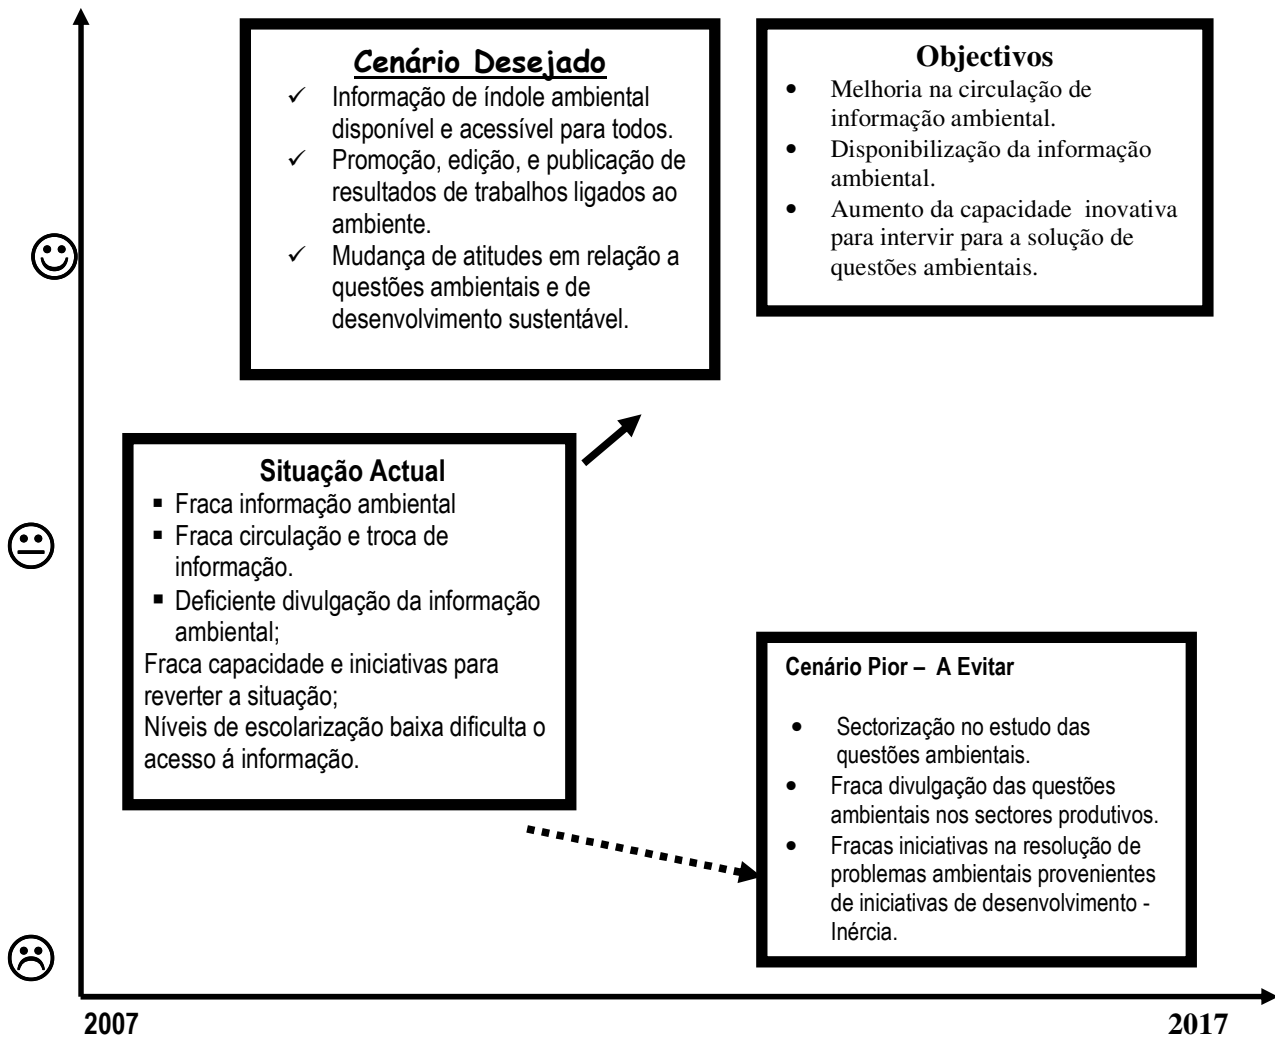 Cenário Desejado
✓ Informação de índole ambiental
disponível e acessível para todos.
✓ Promoção, edição, e publicação de
resultados de trabalhos ligados ao
ambiente.
✓ Mudança de atitudes em relação a
questões ambientais e de
desenvolvimento sustentável.
Objectivos
• Melhoria na circulação de
informação ambiental.
• Disponibilização da informação
ambiental.
• Aumento da capacidade inovativa
para intervir para a solução de
questões ambientais.
Situação Actual
▪ Fraca informação ambiental
▪ Fraca circulação e troca de
informação.
▪ Deficiente divulgação da informação
ambiental;
Fraca capacidade e iniciativas para
reverter a situação;
Níveis de escolarização baixa dificulta o
acesso á informação.
Cenário Pior – A Evitar
• Sectorização no estudo das
questões ambientais.
• Fraca divulgação das questões
ambientais nos sectores produtivos.
• Fracas iniciativas na resolução de
problemas ambientais provenientes
de iniciativas de desenvolvimento -
Inércia.
2007
2017